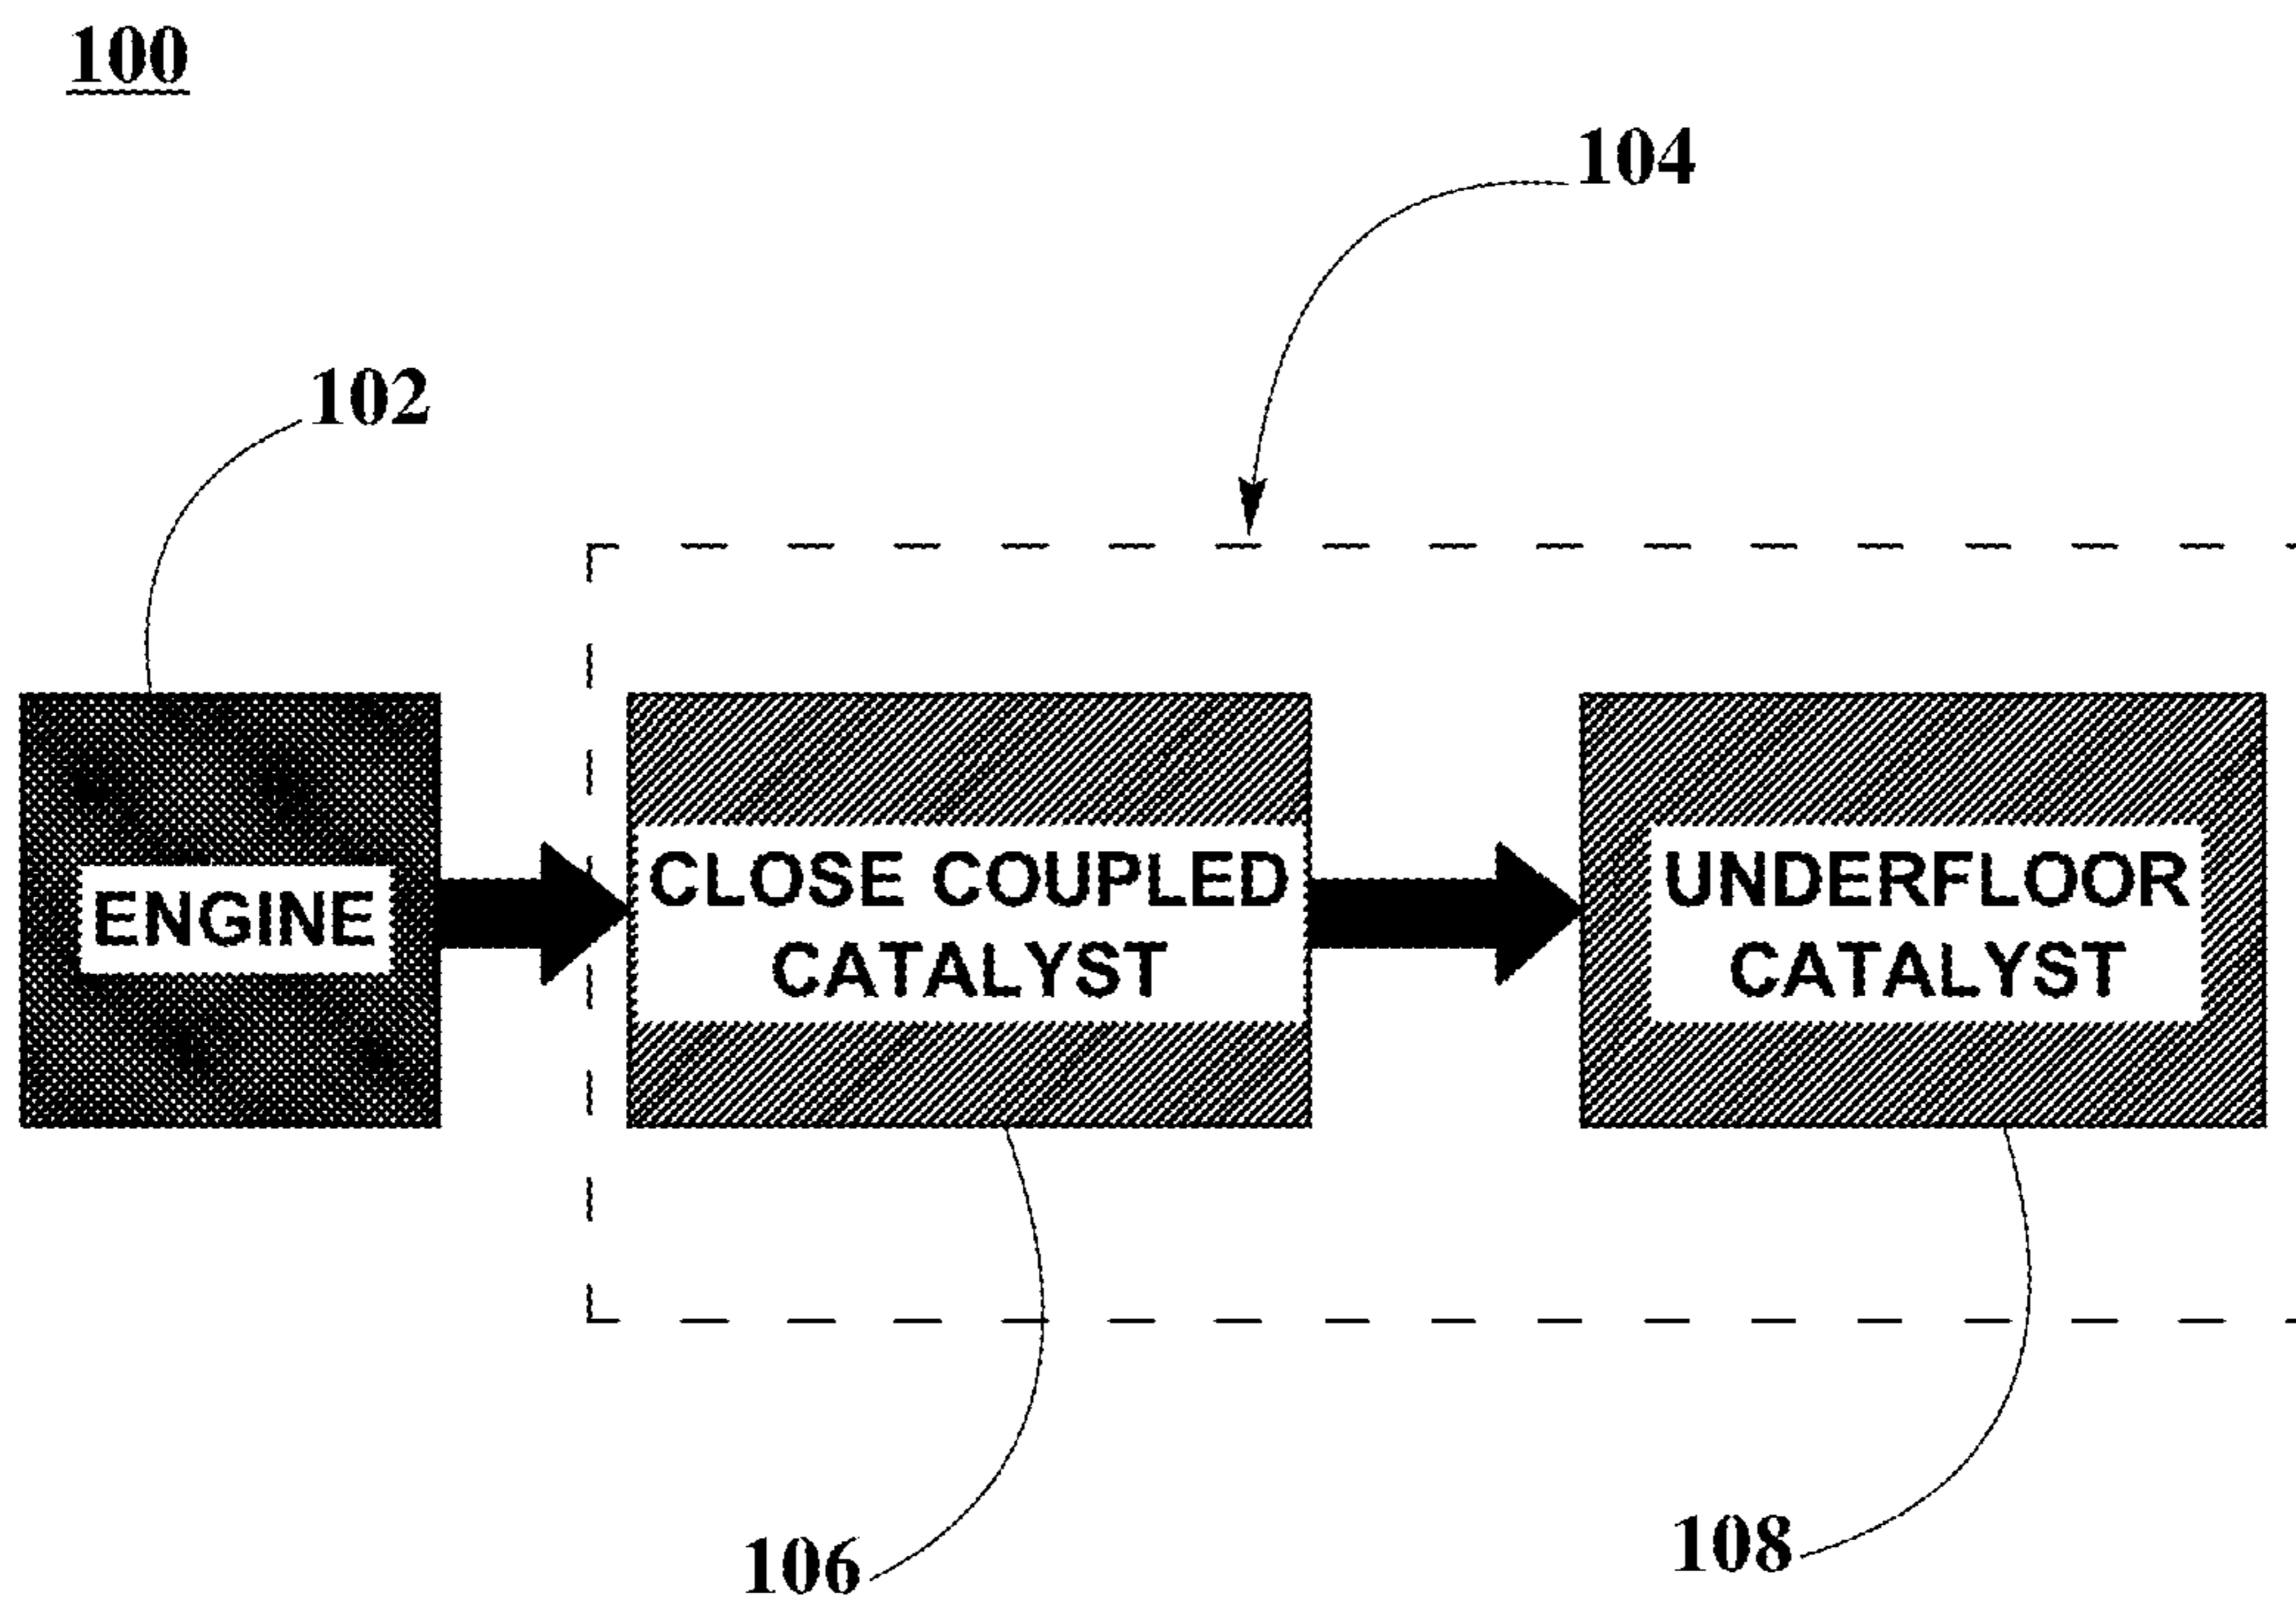 100
104
102
ENGINE
CLOSE COUPLED
CATALYST
UNDERFLOOR
CATALYST
106
108